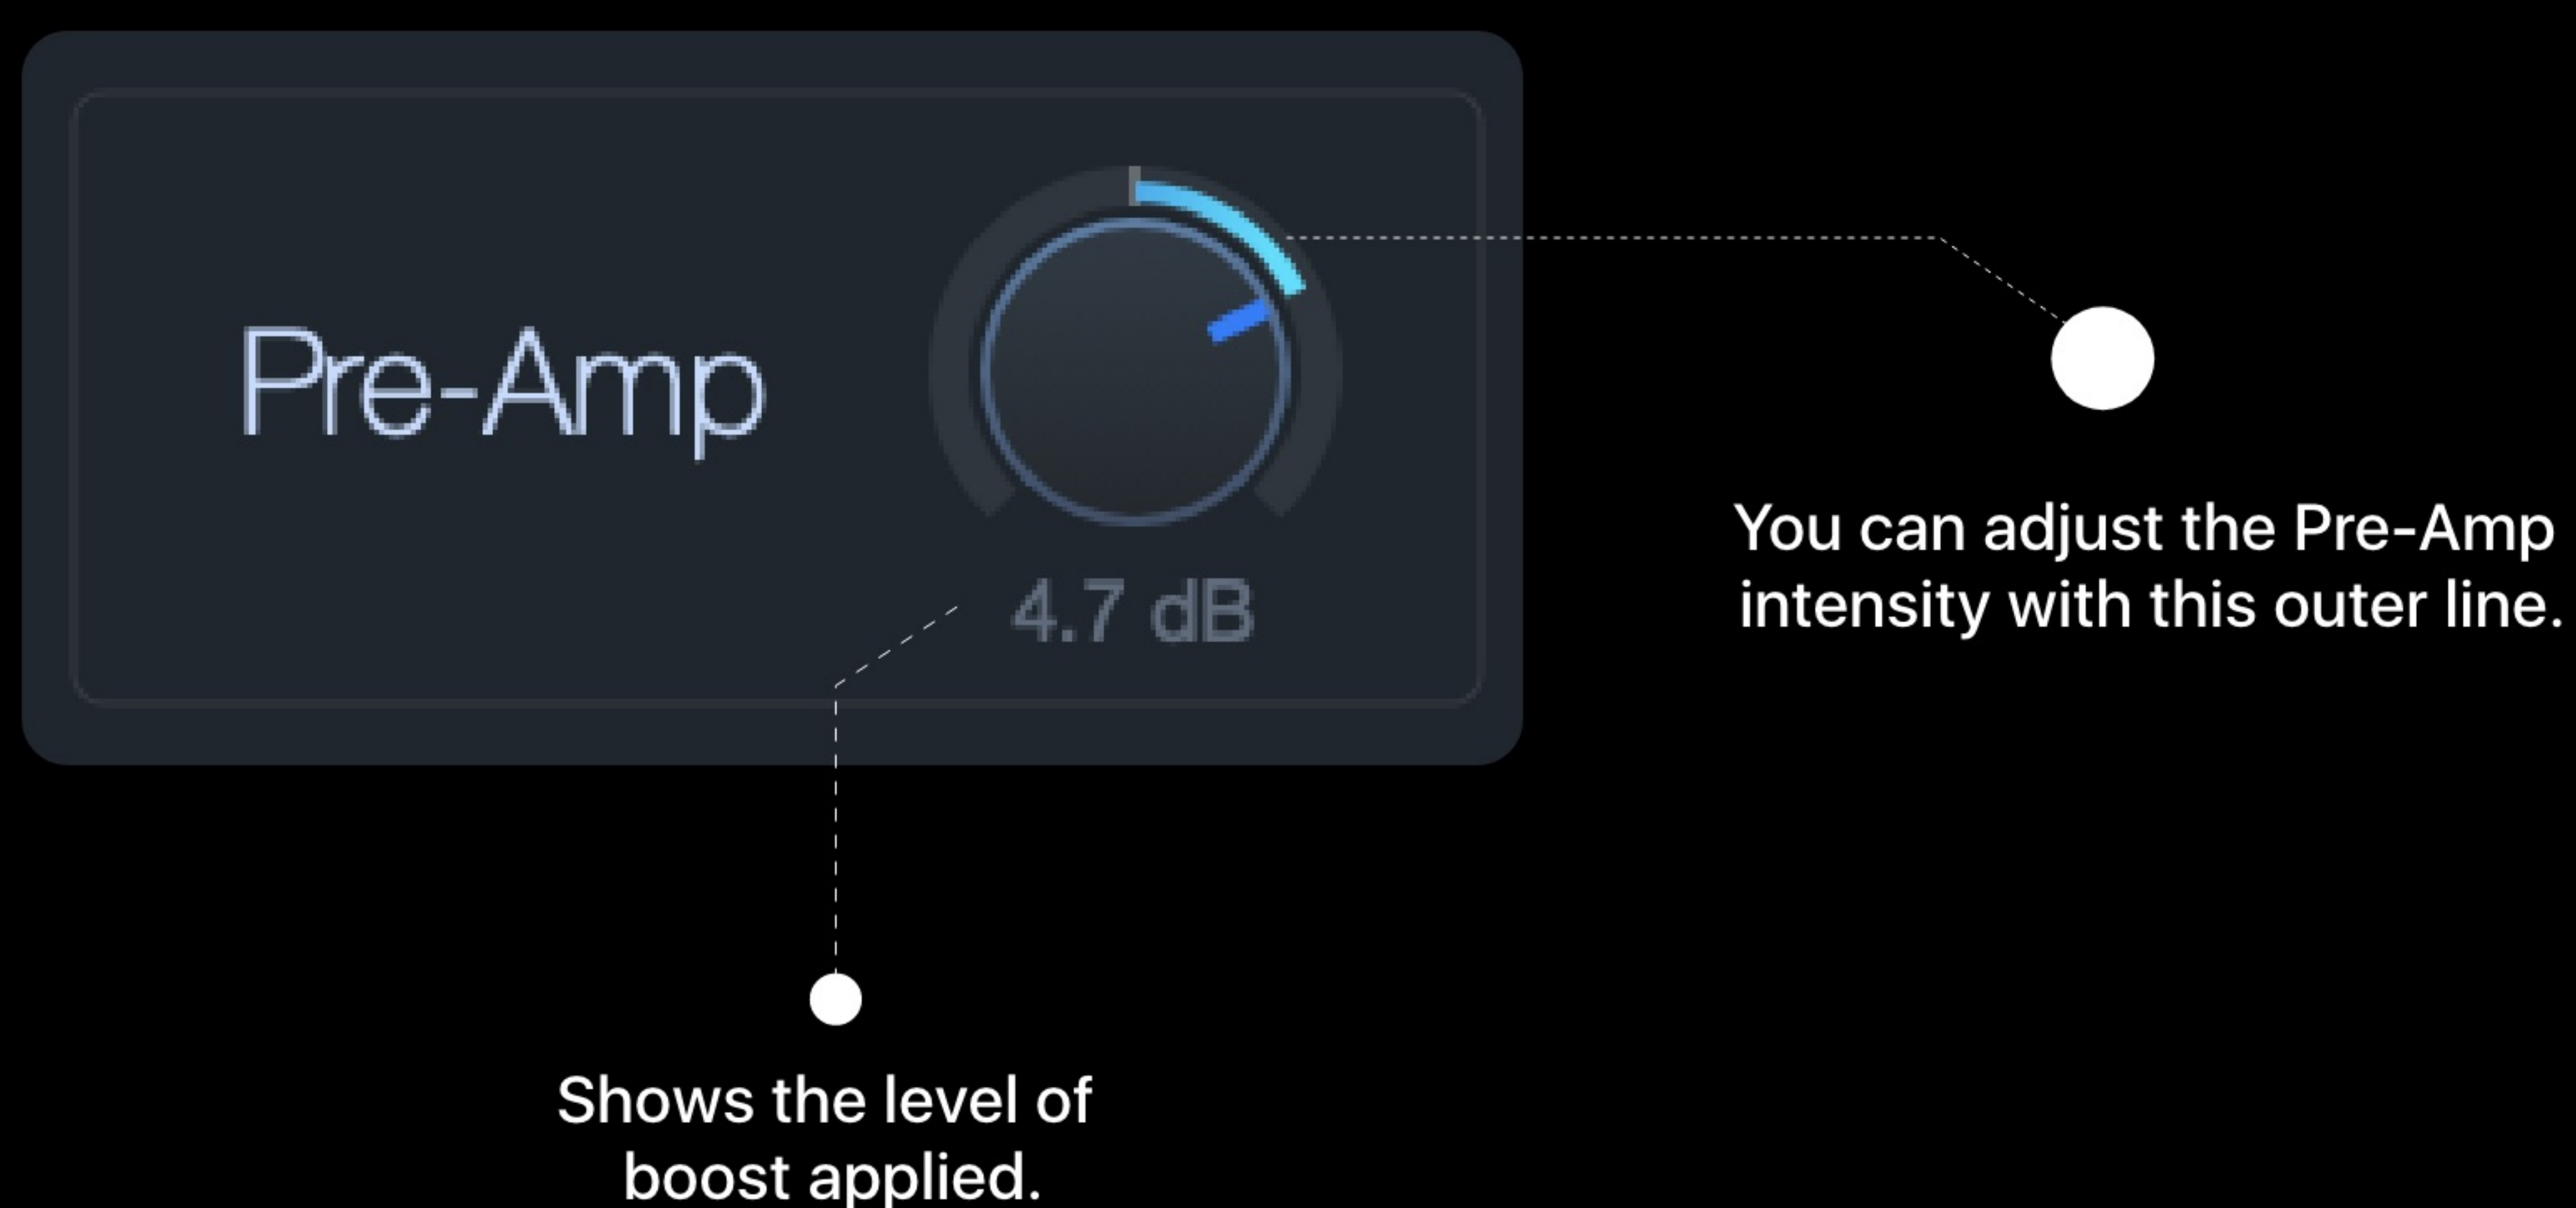 Pre-Amp
4.7 dB
You can adjust the Pre-Amp
intensity with this outer line.
Shows the level of
boost applied.